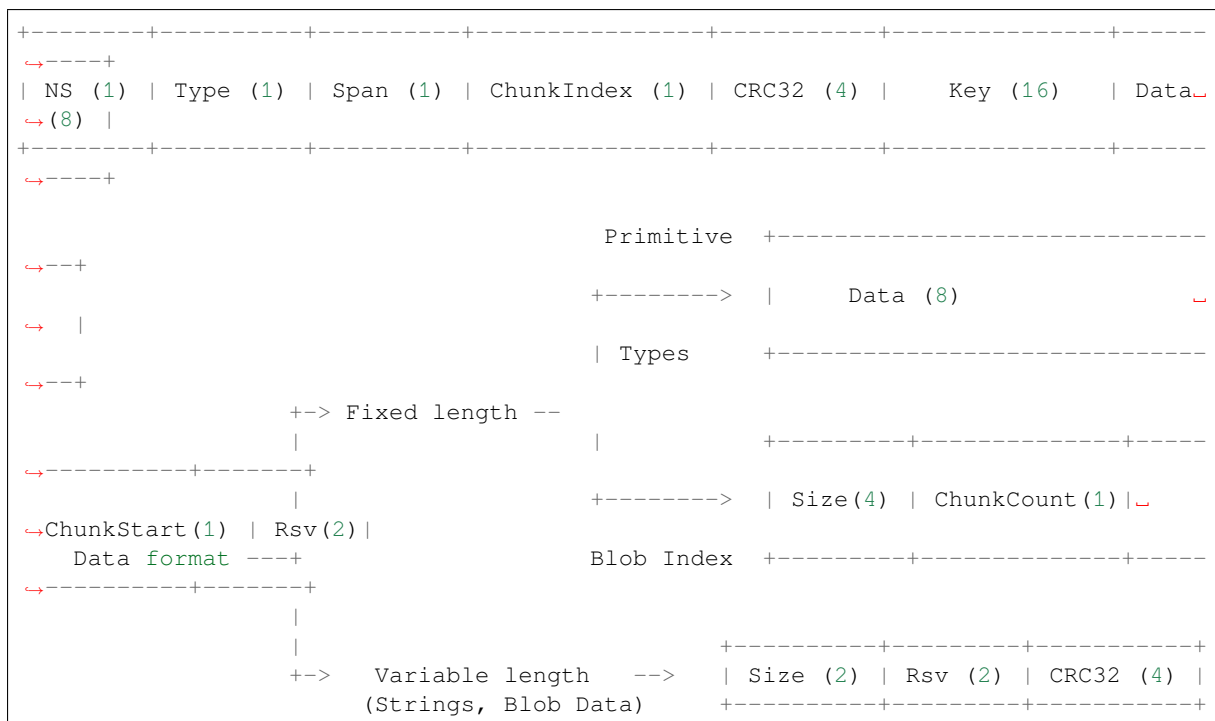 +--------+----------+----------+----------------+-----------+---------------+------
↪----+
| NS (1) | Type (1) | Span (1) | ChunkIndex (1) | CRC32 (4) |    Key (16)   | Data␣
↪(8) |
+--------+----------+----------+----------------+-----------+---------------+------
↪----+
                                       Primitive  +-----------------------------
↪--+
                                      +-------->  |     Data (8)                ␣
↪  |
                                      | Types     +-----------------------------
↪--+
                  +-> Fixed length --
                  |                   |           +---------+--------------+-----
↪----------+-------+
                  |                   +-------->  | Size(4) | ChunkCount(1)|␣
↪ChunkStart(1) | Rsv(2)|
   Data format ---+                   Blob Index  +---------+--------------+-----
↪----------+-------+
                  |
                  |                            +----------+---------+-----------+
                  +->   Variable length   -->  | Size (2) | Rsv (2) | CRC32 (4) |
                       (Strings, Blob Data)    +----------+---------+-----------+